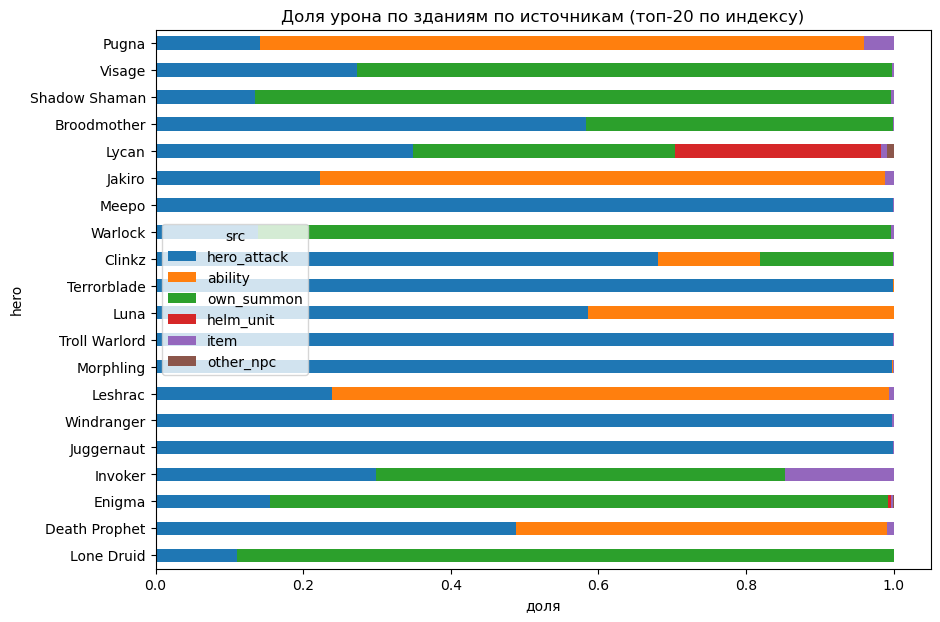 Доля урона по зданиям по источникам (топ-20 по индексу)
Pugna
Visage
Shadow Shaman
Broodmother
Lycan
Jakiro
Meepo
Warlock
Clinkz
Terrorblade
Luna
Troll Warlord
Morphling
Leshrac
Windranger
Juggernaut
Invoker
Enigma
Death Prophet
Lone Druid
hero
src
hero_attack
ability
own_summon
helm_unit
item
other_npc
0.0 0.2 0.4 0.6 0.8 1.0
доля